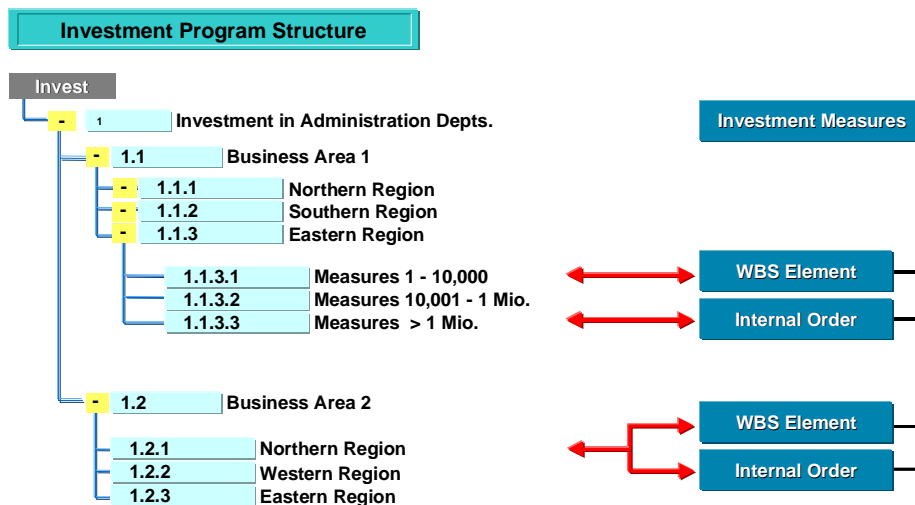 Investment Program Structure
Invest
- 1 Investment in Administration Depts.
Investment Measures
- 1.1 Business Area 1
- 1.1.1 Northern Region
- 1.1.2 Southern Region
- 1.1.3 Eastern Region
1.1.3.1 Measures 1 - 10,000
WBS Element
1.1.3.2 Measures 10,001 - 1 Mio.
1.1.3.3 Measures > 1 Mio.
Internal Order
- 1.2 Business Area 2
WBS Element
1.2.1 Northern Region
1.2.2 Western Region
Internal Order
1.2.3 Eastern Region